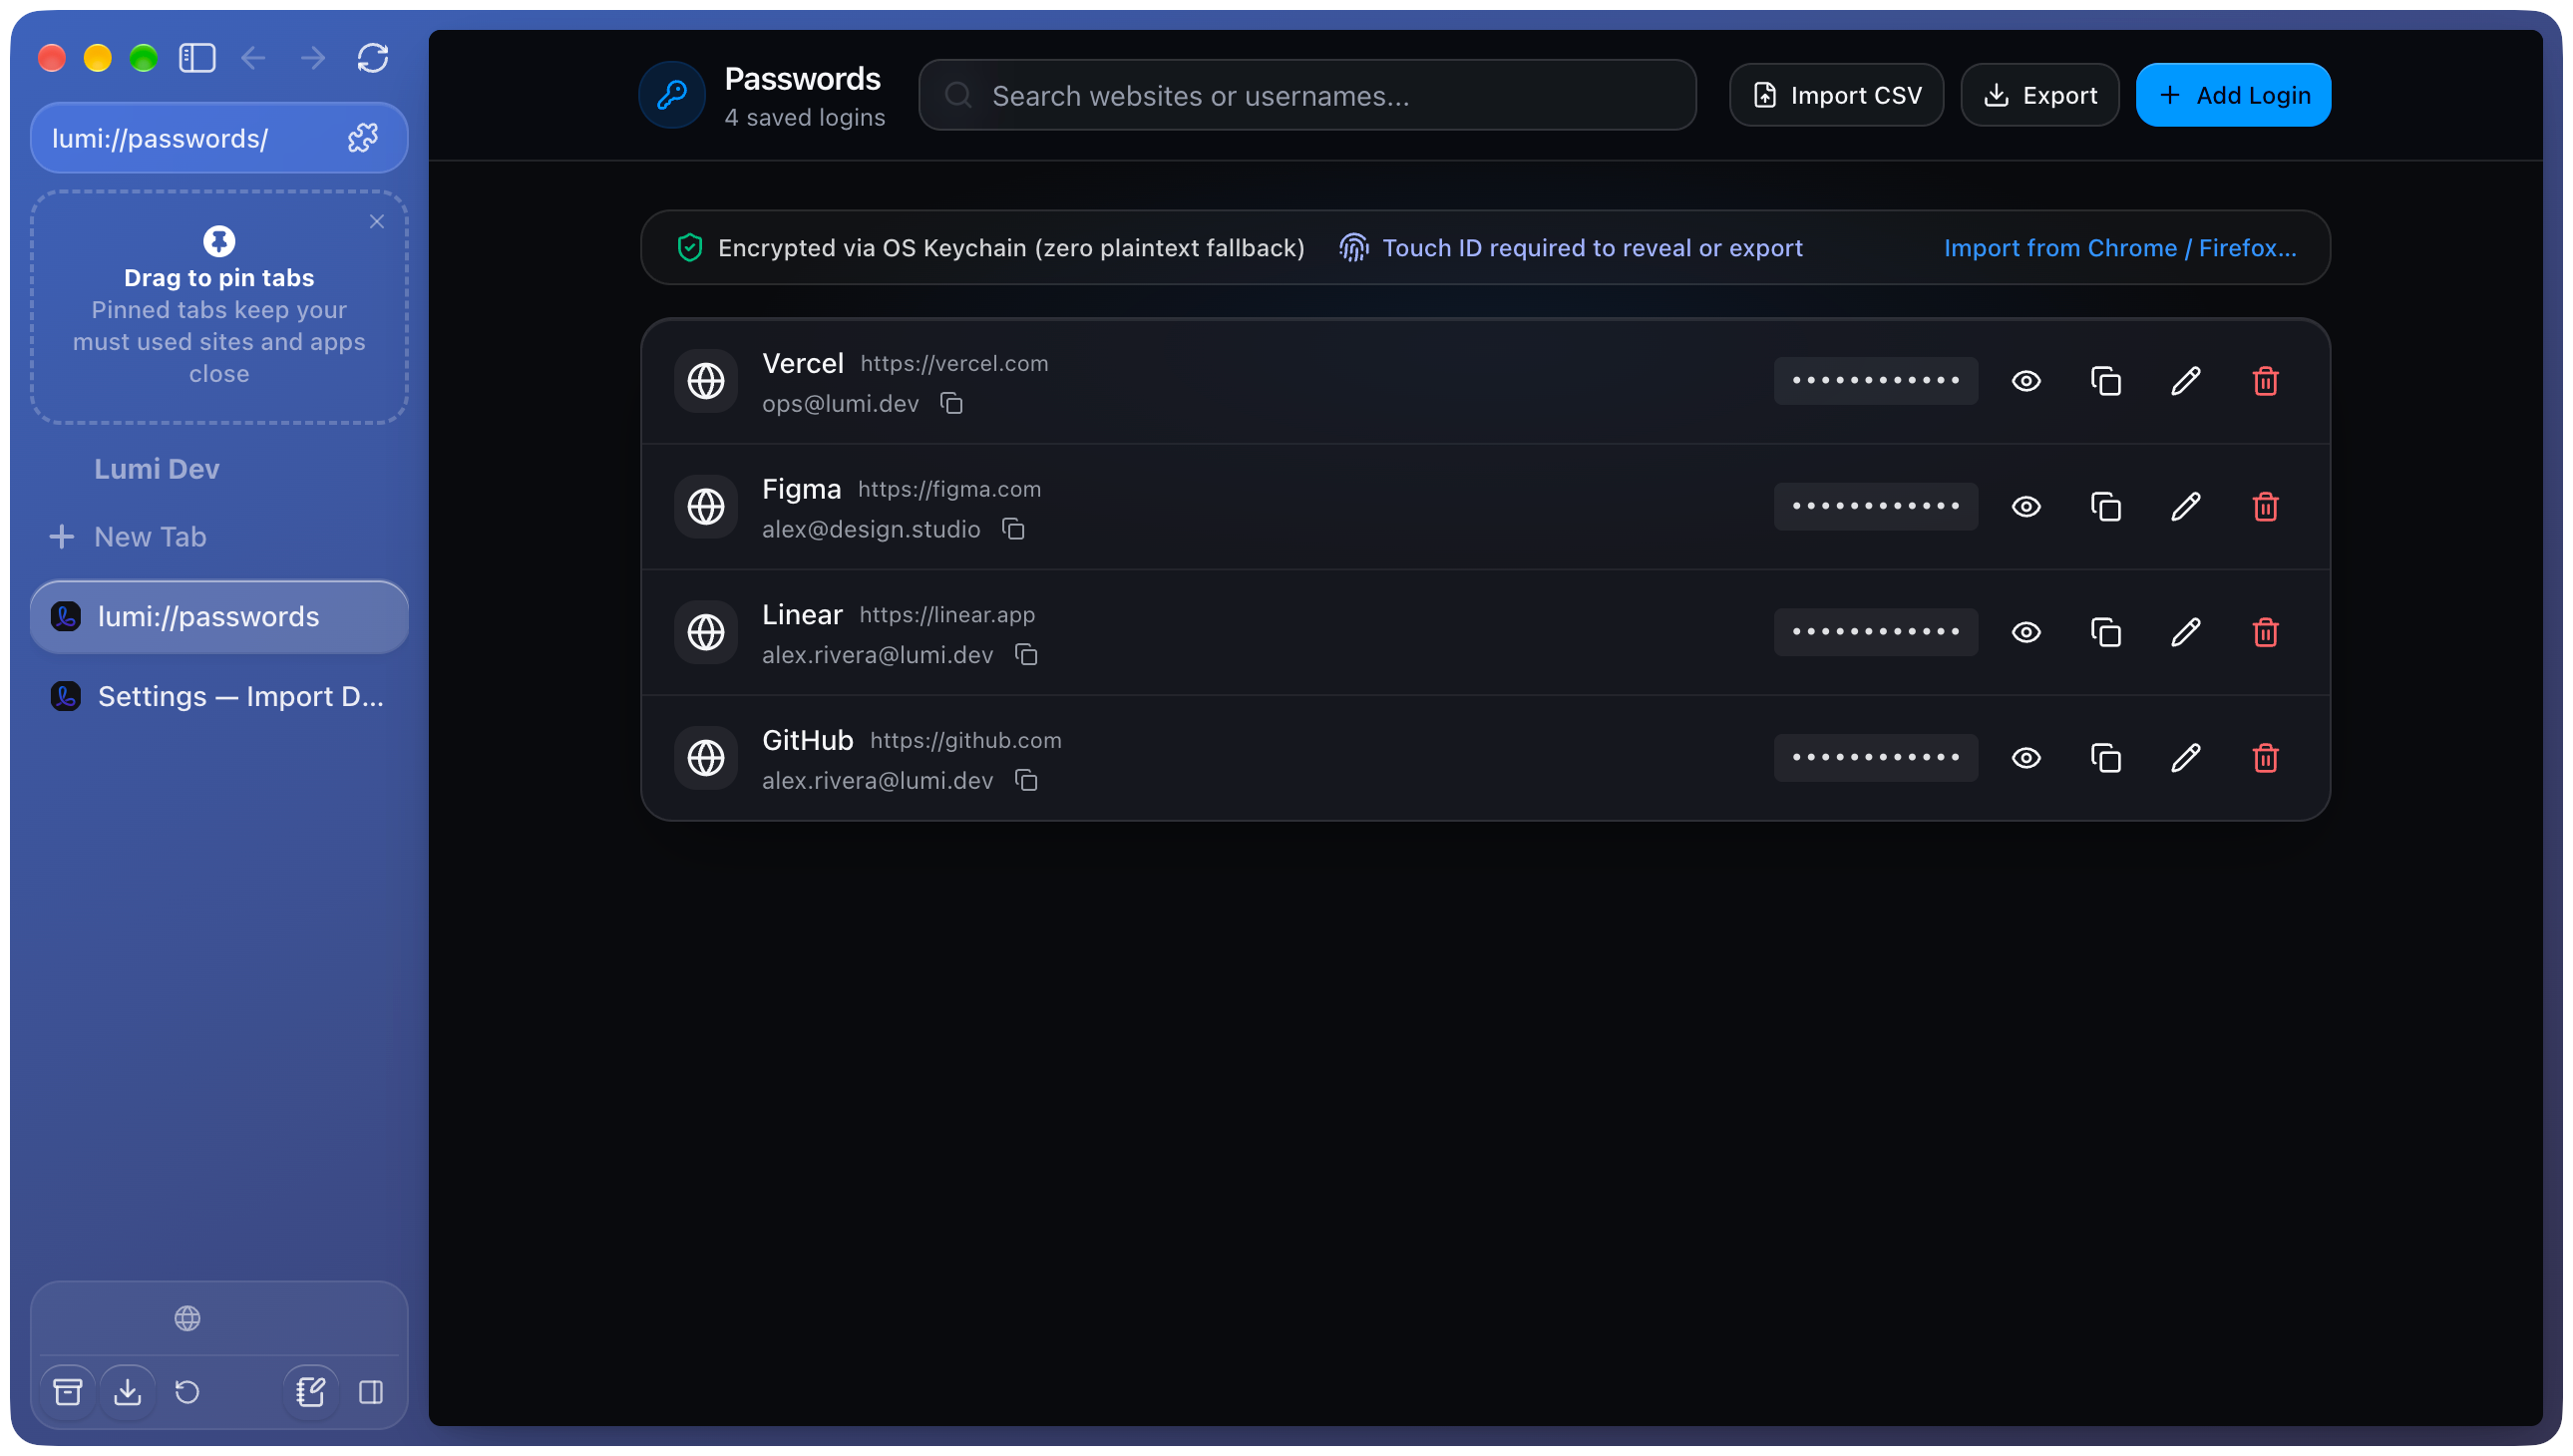 lumi://passwords/
Drag to pin tabs
Pinned tabs keep your
must used sites and apps
close
Lumi Dev
New Tab
lumi://passwords
Settings — Import D...
Passwords
4 saved logins
Search websites or usernames...
Import CSV
Export
Add Login
Encrypted via OS Keychain (zero plaintext fallback)
Touch ID required to reveal or export
Import from Chrome / Firefox...
Vercel https://vercel.com
ops@lumi.dev
••••••••••••
Figma https://figma.com
alex@design.studio
••••••••••••
Linear https://linear.app
alex.rivera@lumi.dev
••••••••••••
GitHub https://github.com
alex.rivera@lumi.dev
••••••••••••